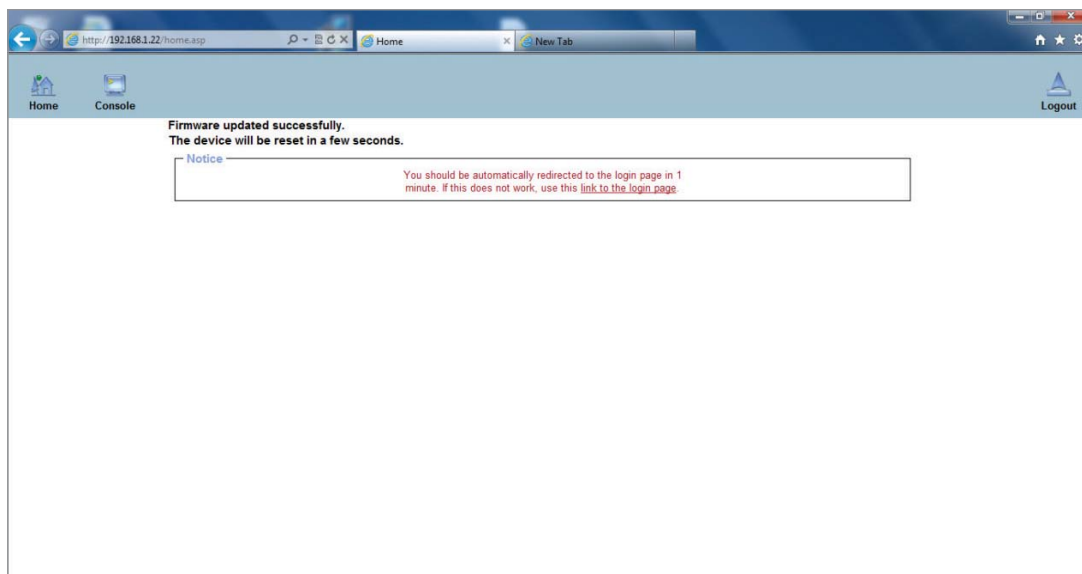 http://192.168.1.22/home.asp
Home
New Tab
Home
Console
Logout
Firmware updated successfully.
The device will be reset in a few seconds.
Notice
You should be automatically redirected to the login page in 1
minute. If this does not work, use this link to the login page.